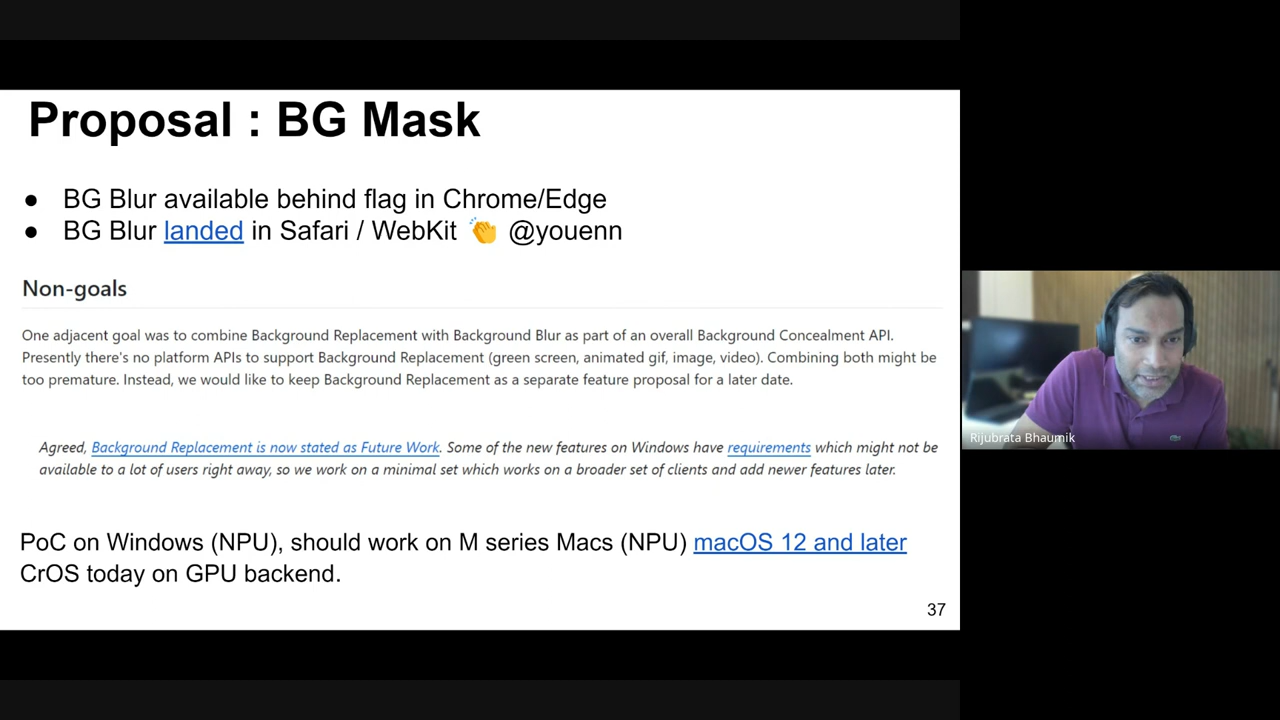 Proposal : BG Mask
● BG Blur available behind flag in Chrome/Edge
● BG Blur landed in Safari / WebKit 👏 @youenn
Non-goals
One adjacent goal was to combine Background Replacement with Background Blur as part of an overall Background Concealment API.
Presently there's no platform APIs to support Background Replacement (green screen, animated gif, image, video). Combining both might be
too premature. Instead, we would like to keep Background Replacement as a separate feature proposal for a later date.
Agreed, Background Replacement is now stated as Future Work. Some of the new features on Windows have requirements which might not be
available to a lot of users right away, so we work on a minimal set which works on a broader set of clients and add newer features later.
PoC on Windows (NPU), should work on M series Macs (NPU) macOS 12 and later
CrOS today on GPU backend.
37
Rijubrata Bhaumik